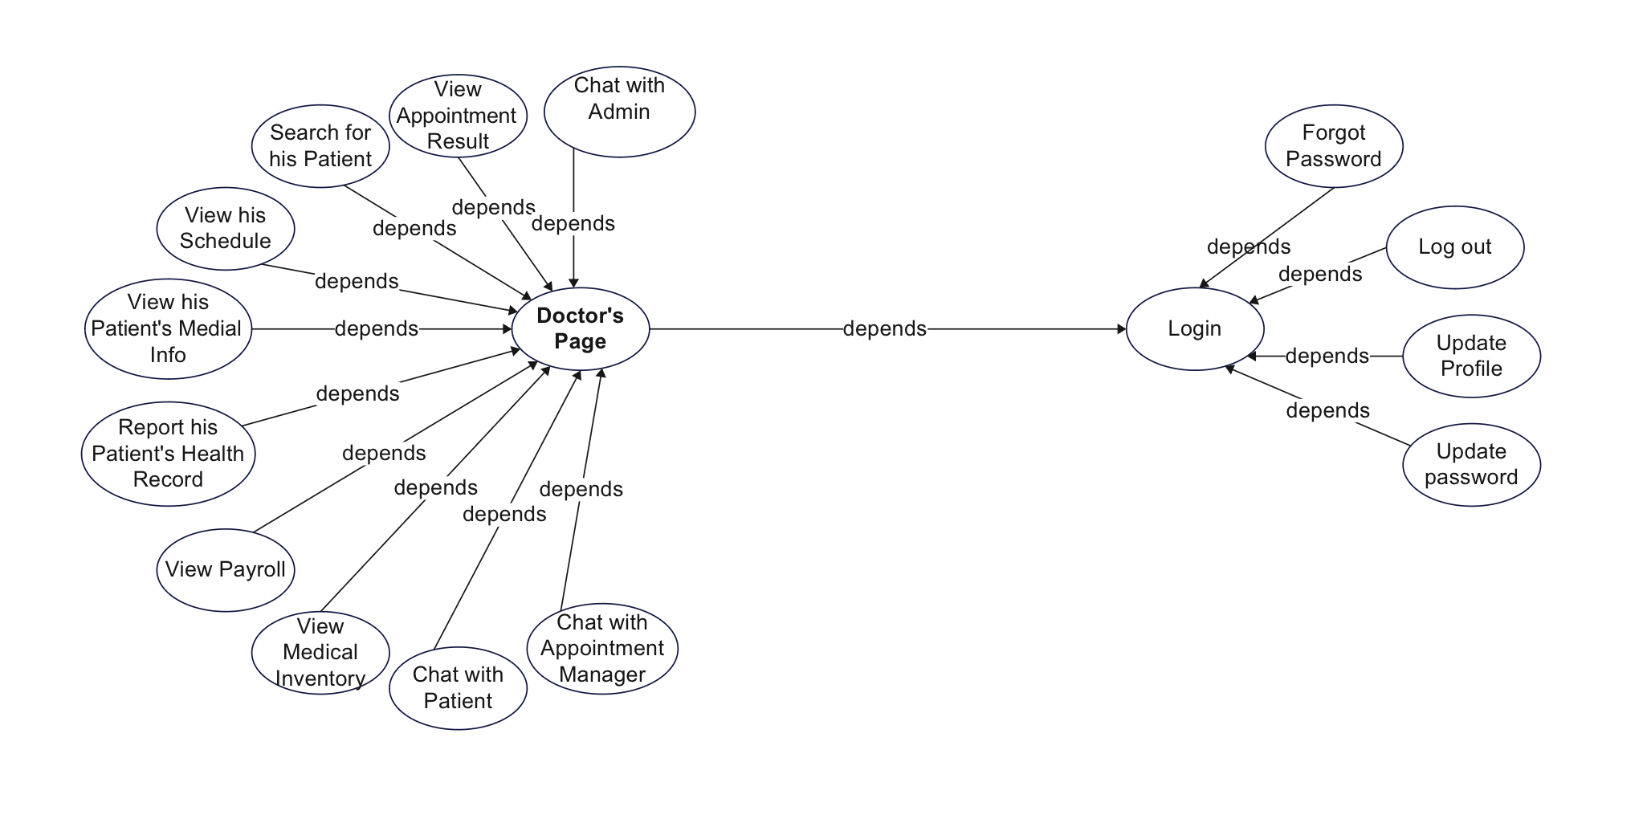 Chat with
Admin
View
Appointment
Result
Search for
his Patient
View his
Schedule
View his
Patient's Medial
Info
Report his
Patient's Health
Record
View Payroll
View
Medical
Inventory
Chat with
Patient
Chat with
Appointment
Manager
depends
depends
depends
depends
depends
depends
depends
depends
depends
depends
Doctor's
Page
depends
Login
Forgot
Password
depends
Log out
depends
Update
Profile
depends
Update
password
depends